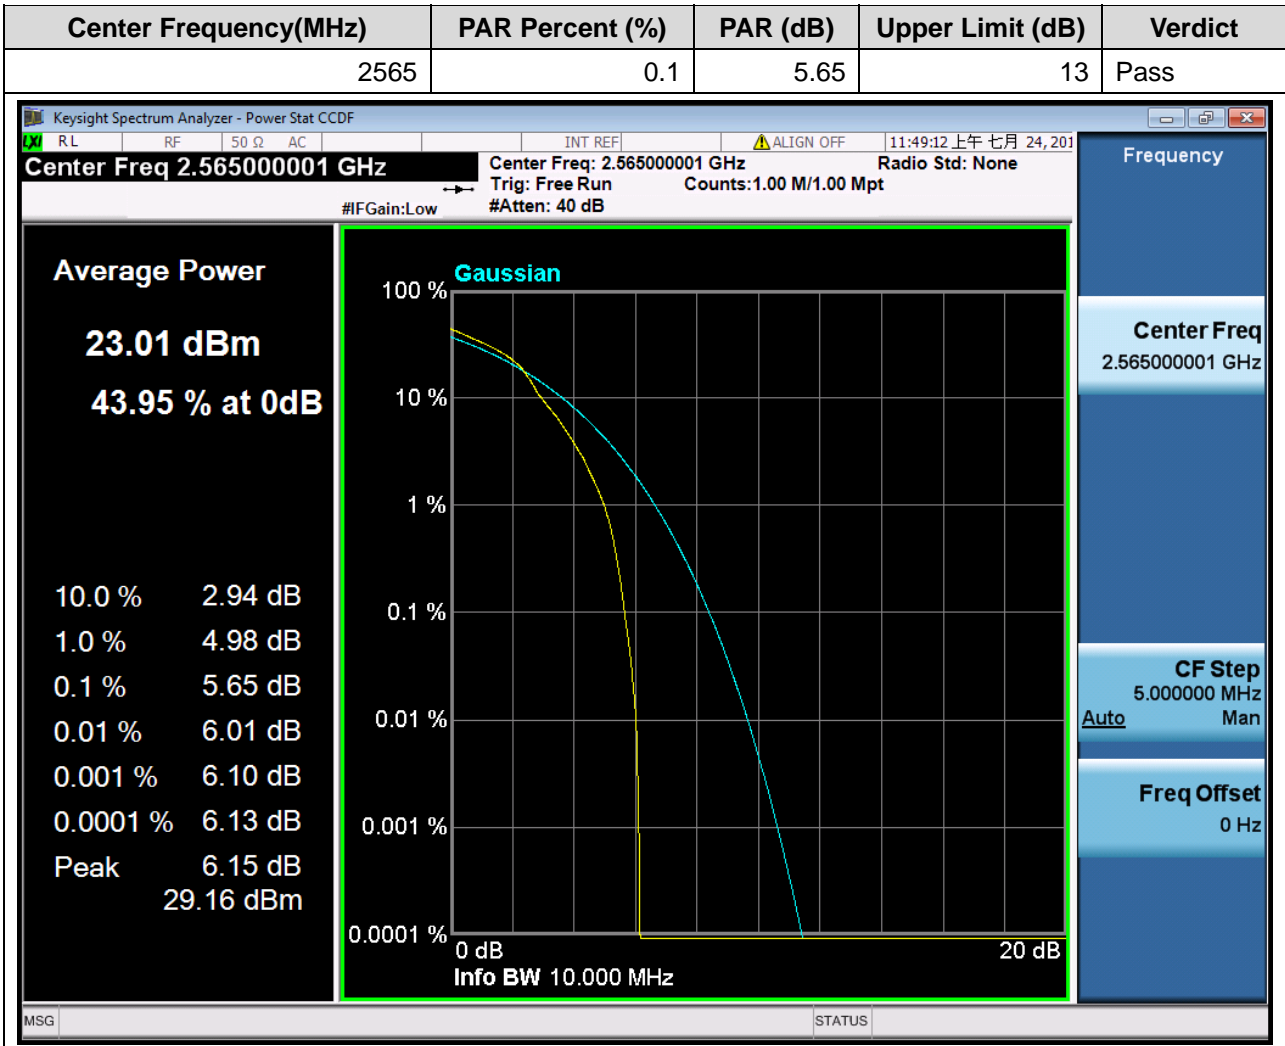 Center Frequency(MHz) PAR Percent (%) PAR (dB) Upper Limit (dB) Verdict
2565 0.1 5.65 13 Pass
Keysight Spectrum Analyzer - Power Stat CCDF
LXI RL RF 50 Ω AC INT REF ALIGN OFF 11:49:12 上午 七月 24, 201
Center Freq 2.565000001 GHz
#IFGain:Low
Center Freq: 2.565000001 GHz
Trig: Free Run Counts:1.00 M/1.00 Mpt
#Atten: 40 dB
Radio Std: None
Average Power
23.01 dBm
43.95 % at 0dB
10.0 % 2.94 dB
1.0 % 4.98 dB
0.1 % 5.65 dB
0.01 % 6.01 dB
0.001 % 6.10 dB
0.0001 % 6.13 dB
Peak 6.15 dB
29.16 dBm
Gaussian
100 %
10 %
1 %
0.1 %
0.01 %
0.001 %
0.0001 %
0 dB 20 dB
Info BW 10.000 MHz
Frequency
Center Freq
2.565000001 GHz
CF Step
5.000000 MHz
Auto Man
Freq Offset
0 Hz
MSG STATUS